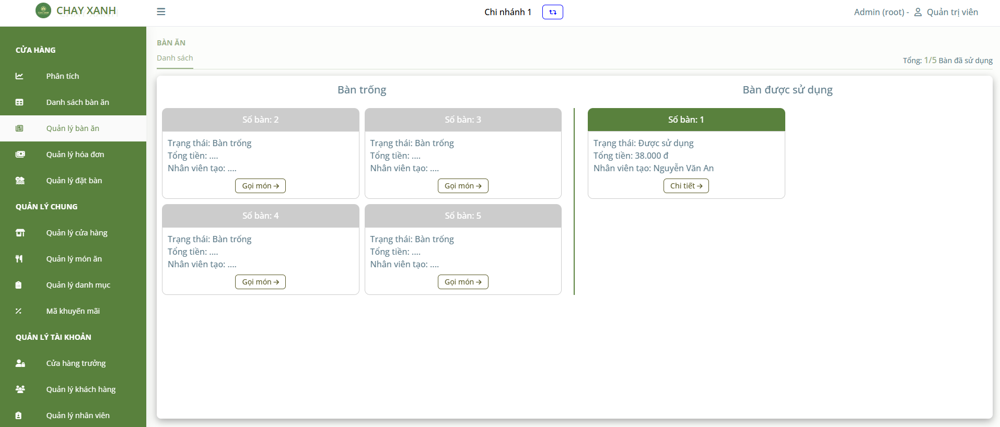 CHAY XANH
Chi nhánh 1
Admin (root) - Quản trị viên
CỬA HÀNG
Phân tích
Danh sách bàn ăn
Quản lý bàn ăn
Quản lý hóa đơn
Quản lý đặt bàn
QUẢN LÝ CHUNG
Quản lý cửa hàng
Quản lý món ăn
Quản lý danh mục
Mã khuyến mãi
QUẢN LÝ TÀI KHOẢN
Cửa hàng trưởng
Quản lý khách hàng
Quản lý nhân viên
BÀN ĂN
Danh sách
Tổng: 1/5 Bàn đã sử dụng
Bàn trống
Số bàn: 2
Trạng thái: Bàn trống
Tổng tiền: ....
Nhân viên tạo: ....
Gọi món →
Số bàn: 3
Trạng thái: Bàn trống
Tổng tiền: ....
Nhân viên tạo: ....
Gọi món →
Số bàn: 4
Trạng thái: Bàn trống
Tổng tiền: ....
Nhân viên tạo: ....
Gọi món →
Số bàn: 5
Trạng thái: Bàn trống
Tổng tiền: ....
Nhân viên tạo: ....
Gọi món →
Bàn được sử dụng
Số bàn: 1
Trạng thái: Được sử dụng
Tổng tiền: 38.000 đ
Nhân viên tạo: Nguyễn Văn An
Chi tiết →